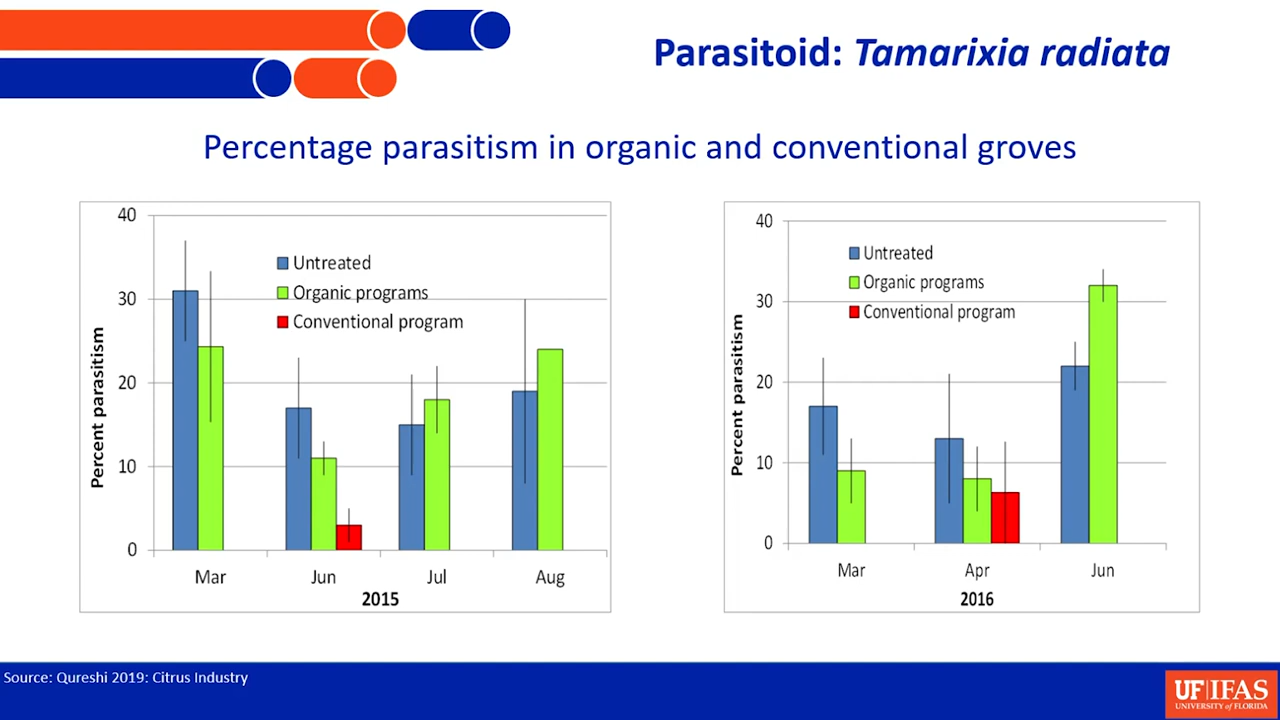 Parasitoid: Tamarixia radiata
Percentage parasitism in organic and conventional groves
40
30
20
10
0
Percent parasitism
Untreated
Organic programs
Conventional program
Mar
Jun
Jul
Aug
2015
40
30
20
10
0
Percent parasitism
Untreated
Organic programs
Conventional program
Mar
Apr
Jun
2016
Source: Qureshi 2019: Citrus Industry
UF|IFAS
UNIVERSITY of FLORIDA